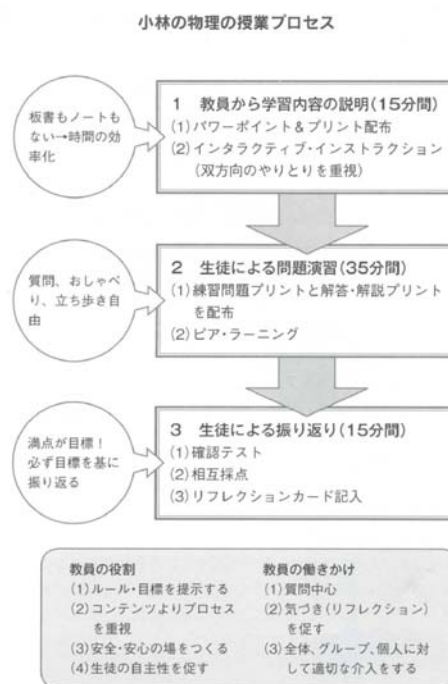 小林の物理の授業プロセス
板書もノートも
ない→時間の効
率化
1 教員から学習内容の説明(15分間)
(1)パワーポイント&プリント配布
(2)インタラクティブ・インストラクション
(双方向のやりとりを重視)
質問、おしゃべ
り、立ち歩き自
由
2 生徒による問題演習(35分間)
(1)練習問題プリントと解答・解説プリント
を配布
(2)ピア・ラーニング
満点が目標！
必ず目標を基に
振り返る
3 生徒による振り返り(15分間)
(1)確認テスト
(2)相互採点
(3)リフレクションカード記入
教員の役割
(1)ルール・目標を提示する
(2)コンテンツよりプロセス
を重視
(3)安全・安心の場をつくる
(4)生徒の自主性を促す
教員の働きかけ
(1)質問中心
(2)気づき(リフレクション)
を促す
(3)全体、グループ、個人に対
して適切な介入をする